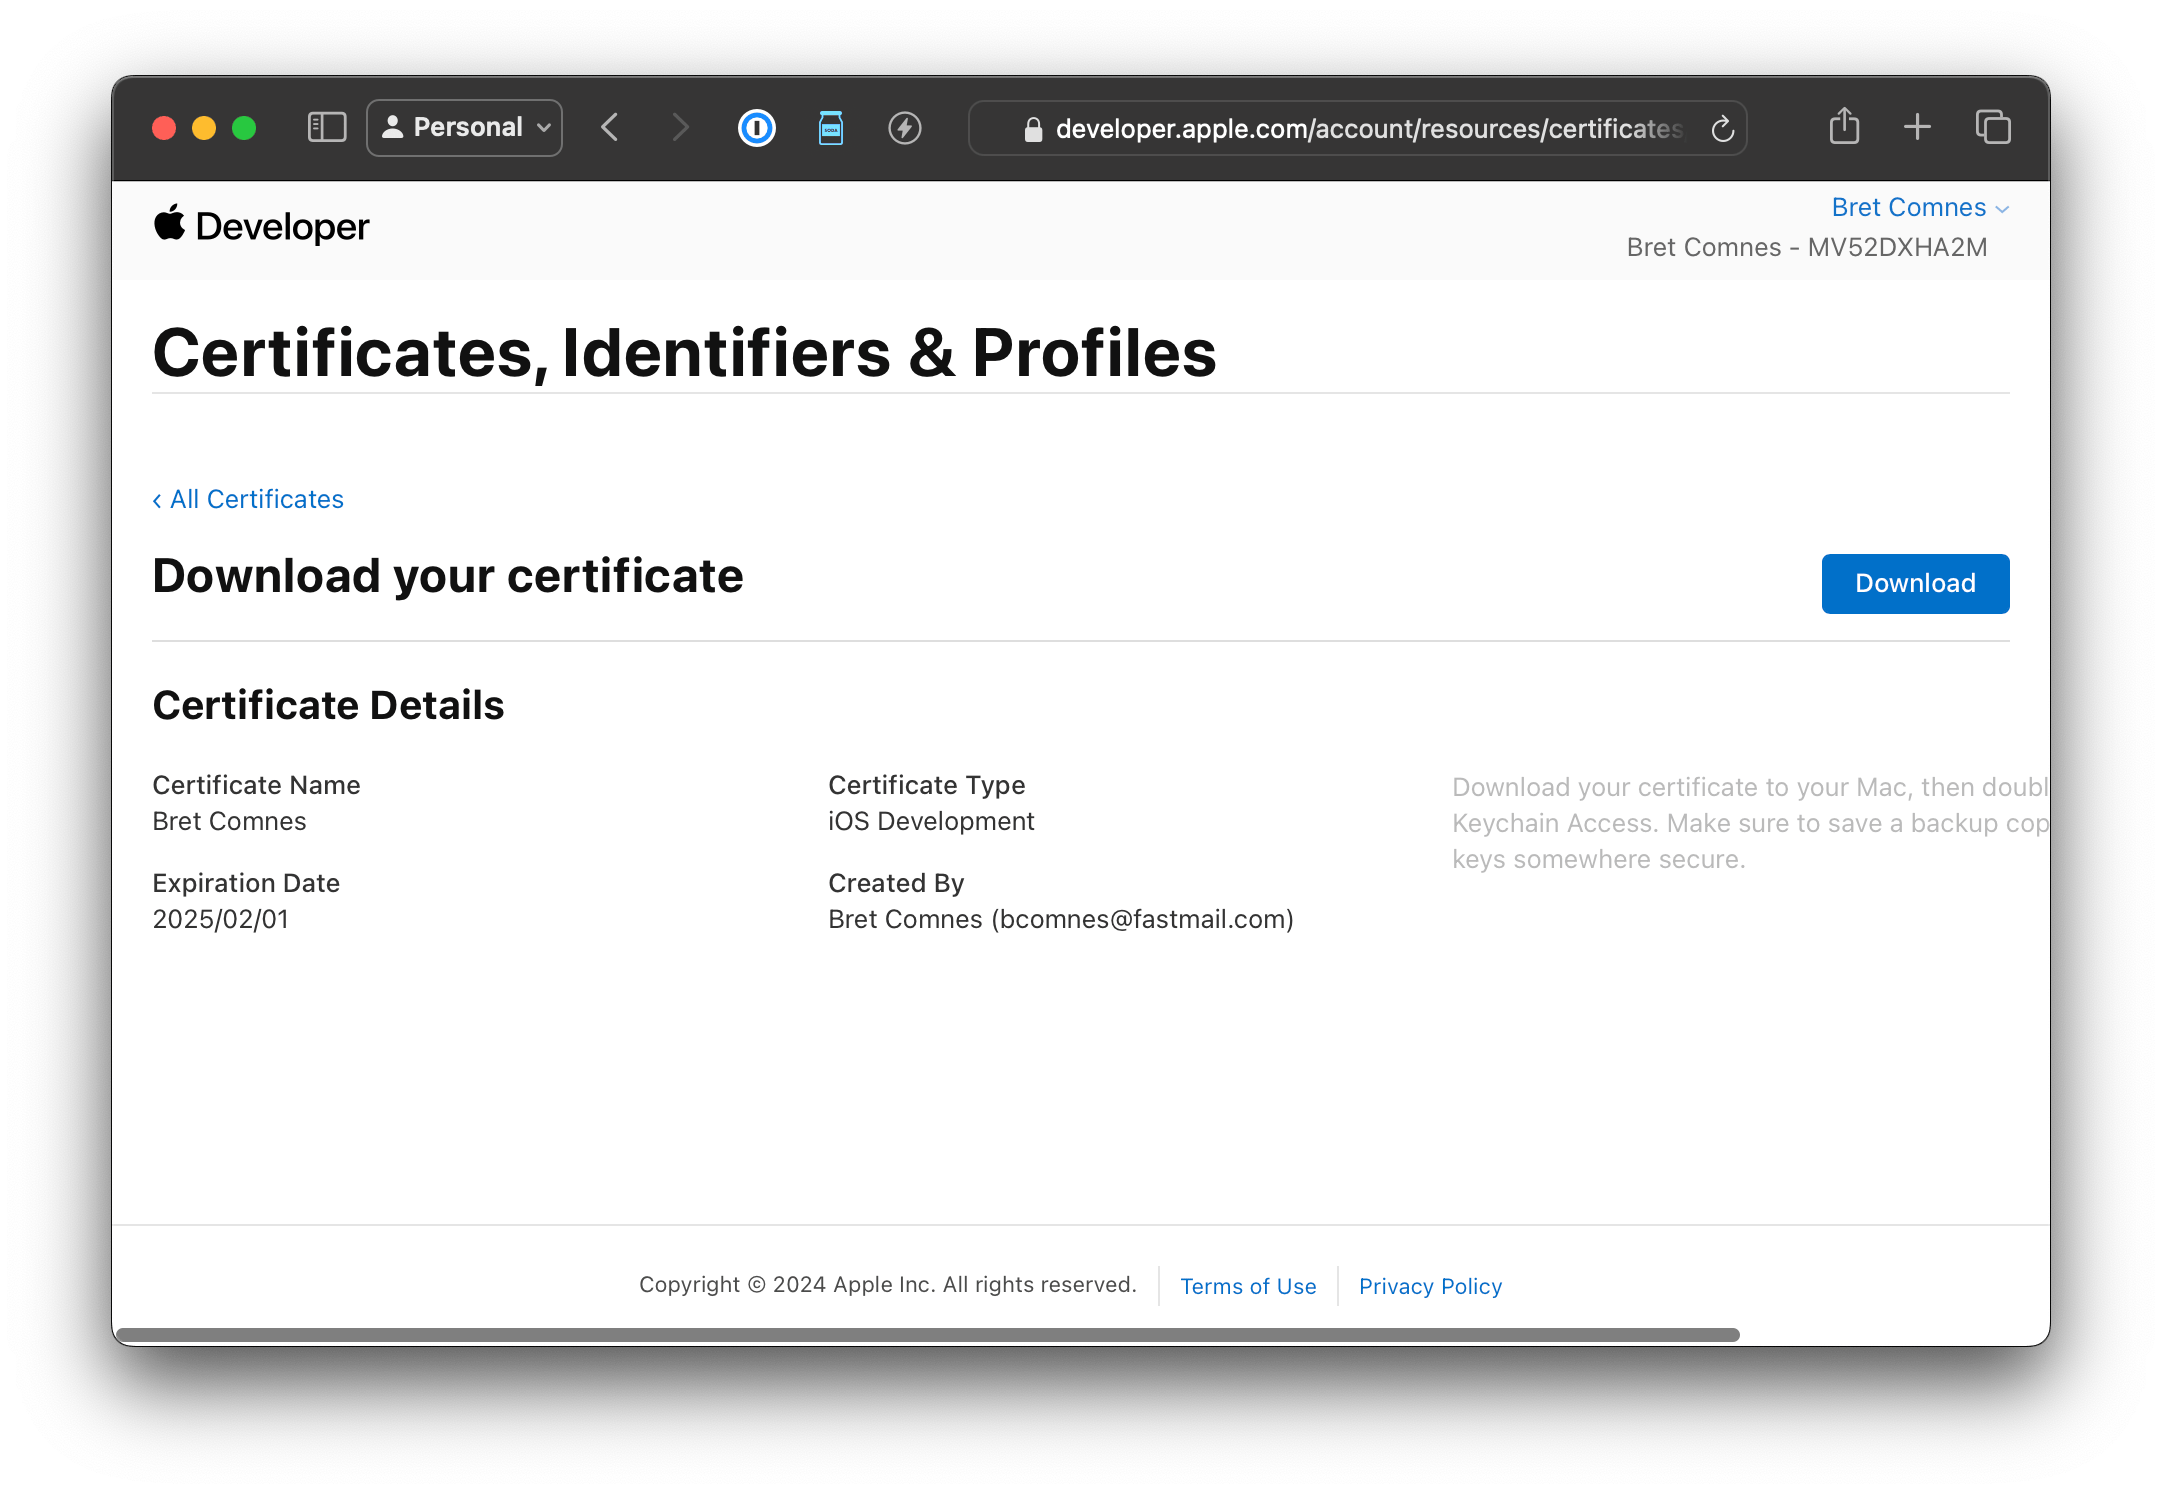 Personal
developer.apple.com/account/resources/certificates
Developer
Bret Comnes
Bret Comnes - MV52DXHA2M
Certificates, Identifiers & Profiles
‹ All Certificates
Download your certificate
Download
Certificate Details
Certificate Name
Bret Comnes
Certificate Type
iOS Development
Download your certificate to your Mac, then doubl
Keychain Access. Make sure to save a backup cop
keys somewhere secure.
Expiration Date
2025/02/01
Created By
Bret Comnes (bcomnes@fastmail.com)
Copyright © 2024 Apple Inc. All rights reserved.
Terms of Use
Privacy Policy